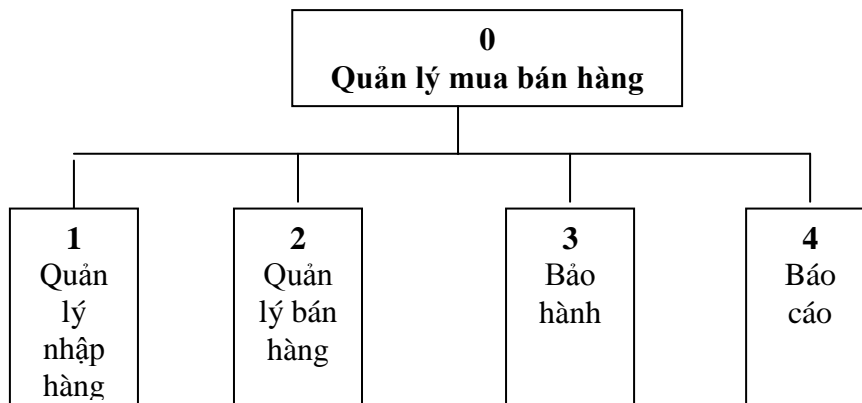 0
Quản lý mua bán hàng
1
Quản
lý
nhập
hàng
2
Quản
lý bán
hàng
3
Bảo
hành
4
Báo
cáo